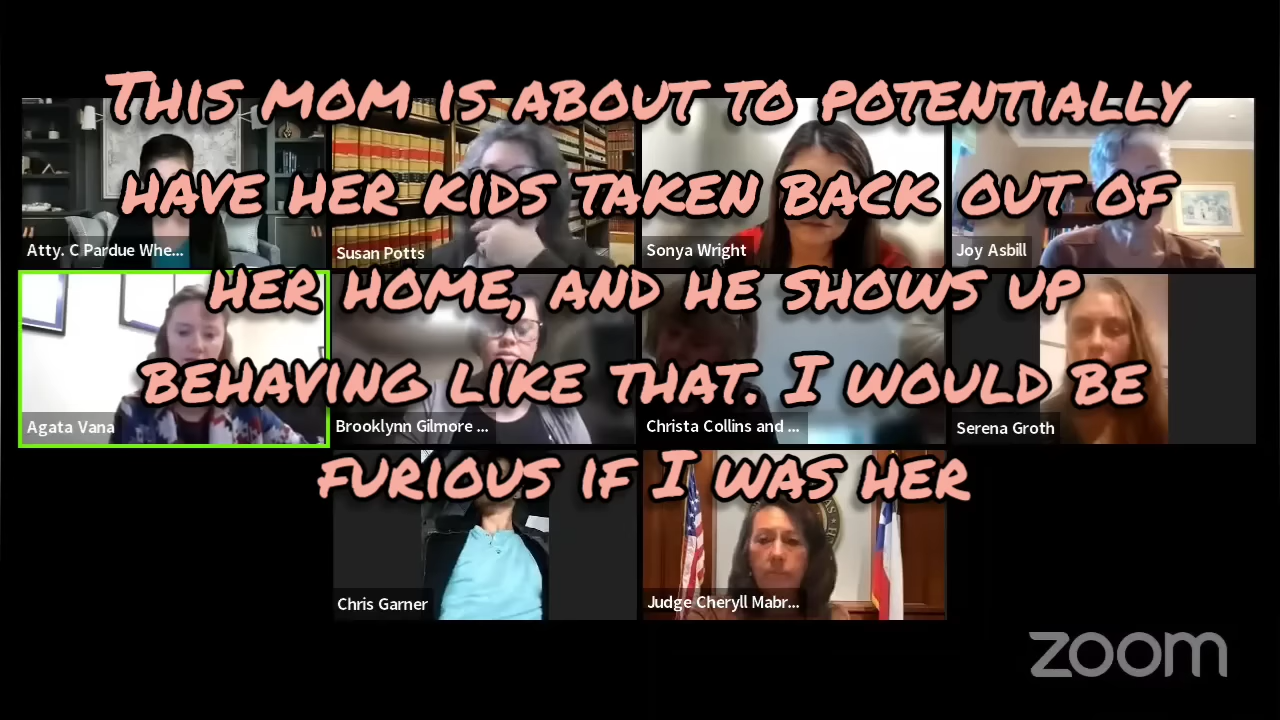 This mom is about to potentially
have her kids taken back out of
her home, and he shows up
behaving like that. I would be
furious if I was her
Atty. C Pardue Whe...
Susan Potts
Sonya Wright
Joy Asbill
Agata Vana
Brooklynn Gilmore ...
Christa Collins and ...
Serena Groth
Chris Garner
Judge Cheryll Mabr...
zoom